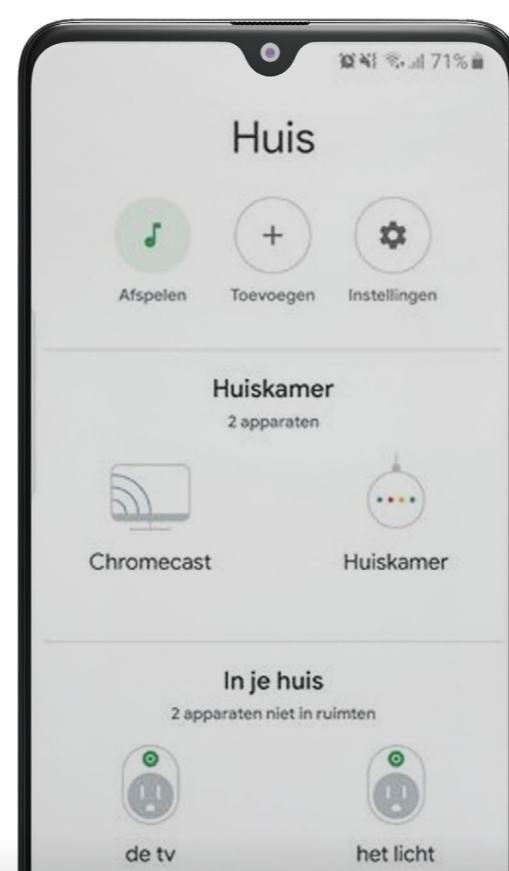 71%
Huis
Afspelen Toevoegen Instellingen
Huiskamer
2 apparaten
Chromecast Huiskamer
In je huis
2 apparaten niet in ruimten
de tv het licht